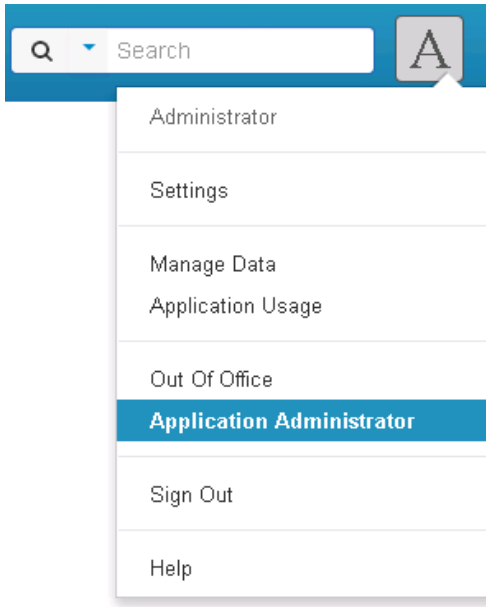 Search
A
Administrator
Settings
Manage Data
Application Usage
Out Of Office
Application Administrator
Sign Out
Help